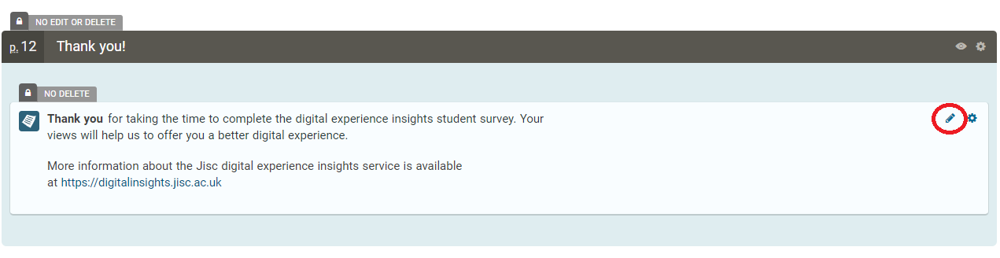 NO EDIT OR DELETE
p. 12 Thank you!
NO DELETE
Thank you for taking the time to complete the digital experience insights student survey. Your
views will help us to offer you a better digital experience.
More information about the Jisc digital experience insights service is available
at https://digitalinsights.jisc.ac.uk